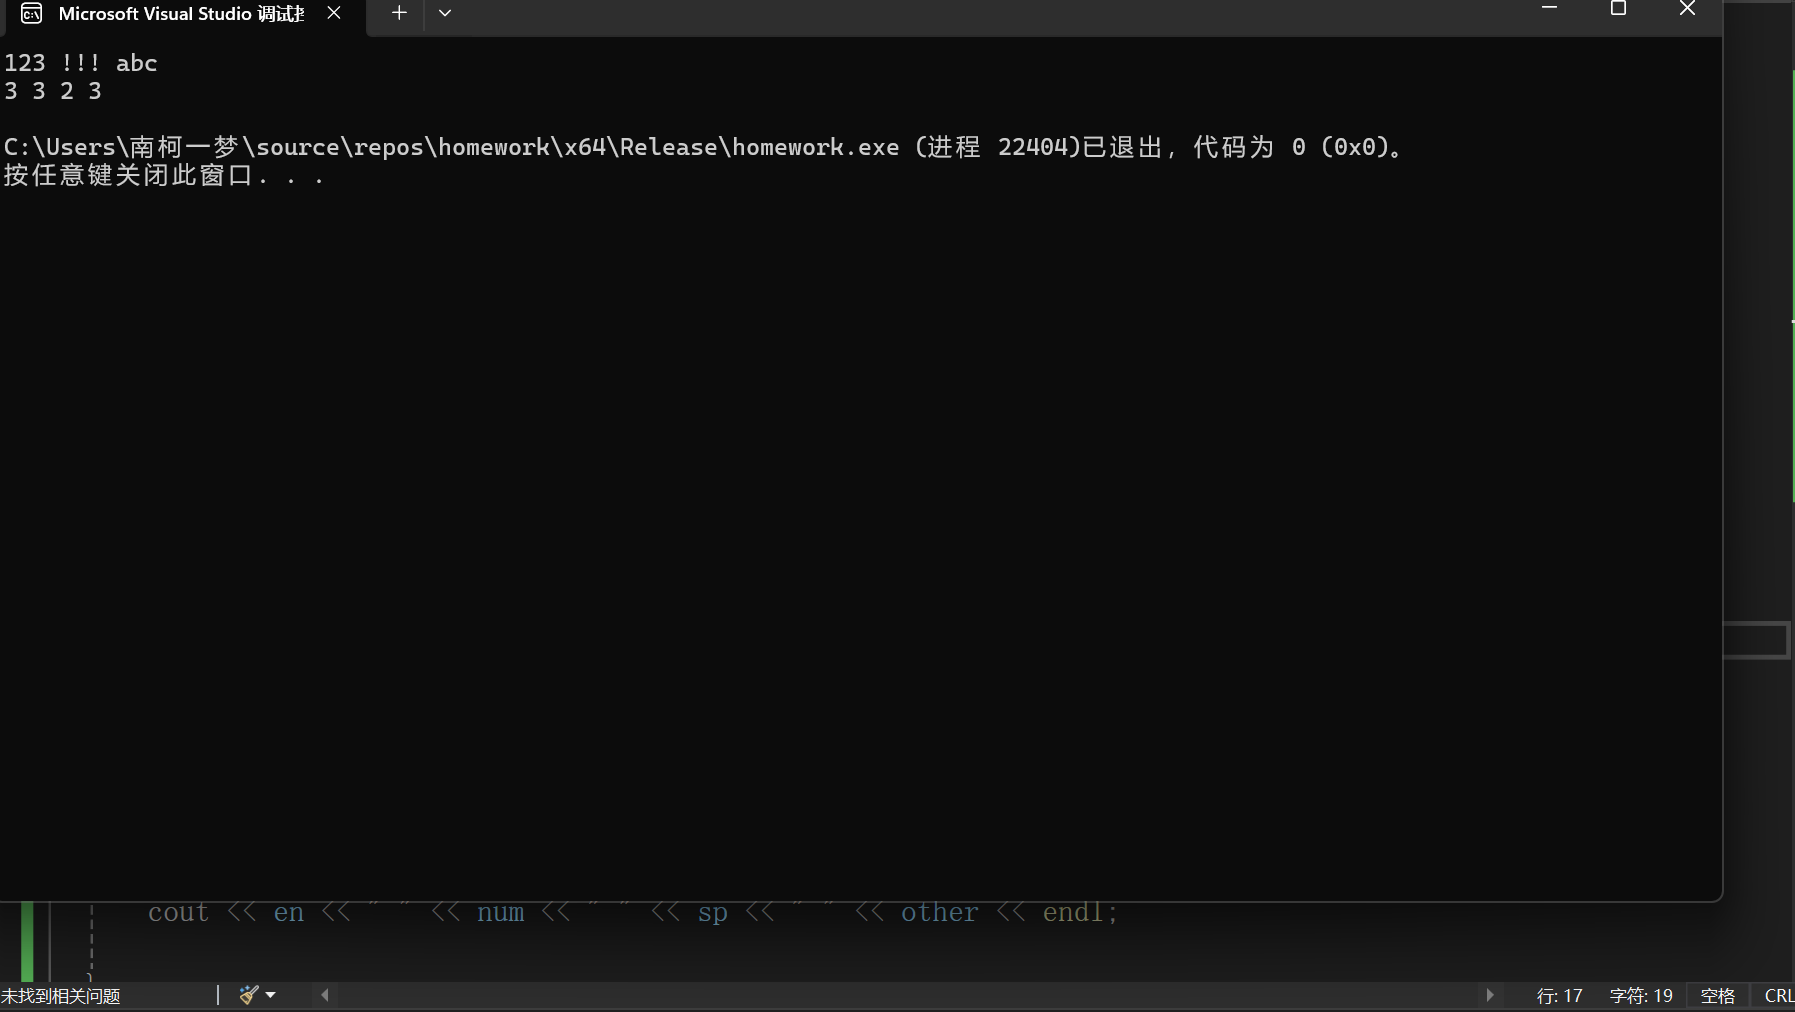 Microsoft Visual Studio 调试
123 !!! abc
3 3 2 3
C:\Users\南柯一梦\source\repos\homework\x64\Release\homework.exe (进程 22404)已退出，代码为 0 (0x0)。
按任意键关闭此窗口. . .
cout << en << " " << num << " " << sp << " " << other << endl;
}
未找到相关问题
行: 17 字符: 19 空格 CRL